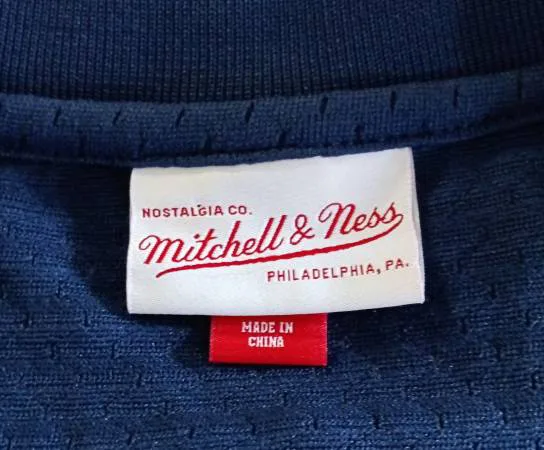 NOSTALGIA CO.
Mitchell & Ness
PHILADELPHIA, PA.
MADE IN
CHINA